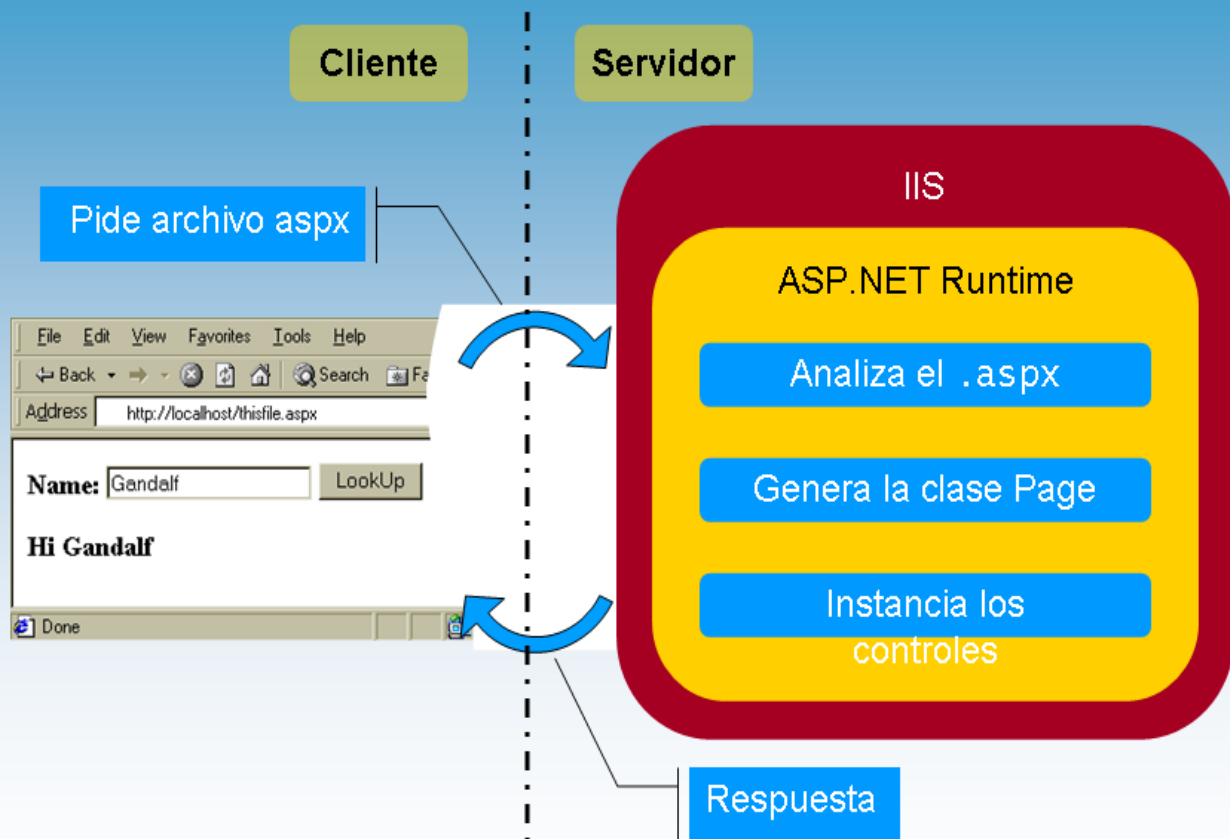 Cliente
Servidor
Pide archivo aspx
IIS
ASP.NET Runtime
File Edit View Favorites Tools Help
Back Search Fa
Address http://localhost/thisfile.aspx
Analiza el .aspx
Name: Gandalf LookUp
Genera la clase Page
Hi Gandalf
Instancia los
controles
Done
Respuesta